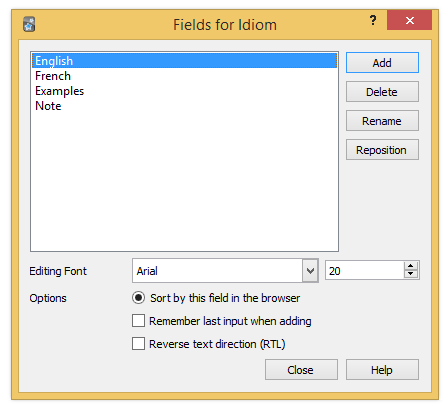 Fields for Idiom
?
English
French
Examples
Note
Add
Delete
Rename
Reposition
Editing Font Arial 20
Options Sort by this field in the browser
Remember last input when adding
Reverse text direction (RTL)
Close Help